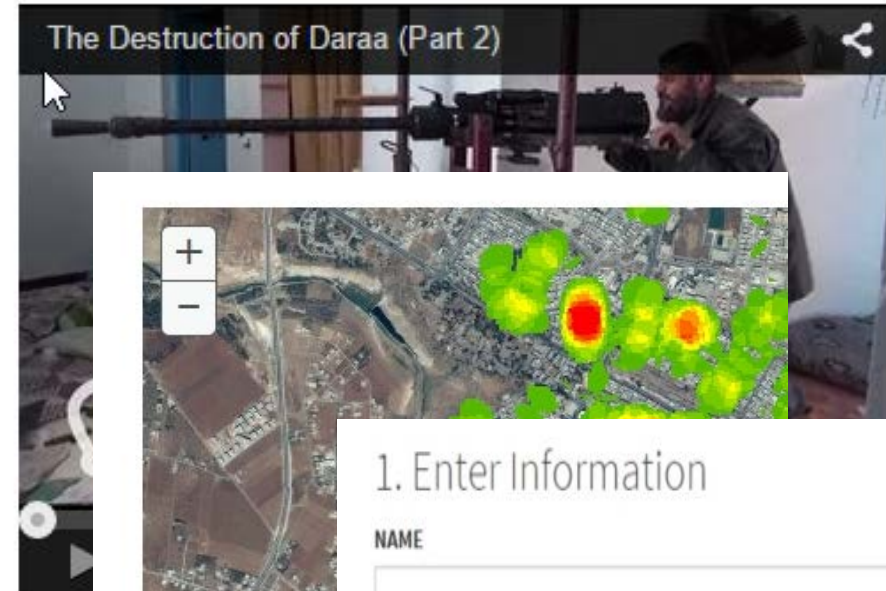 The Destruction of Daraa (Part 2)
+
−
1. Enter Information
NAME